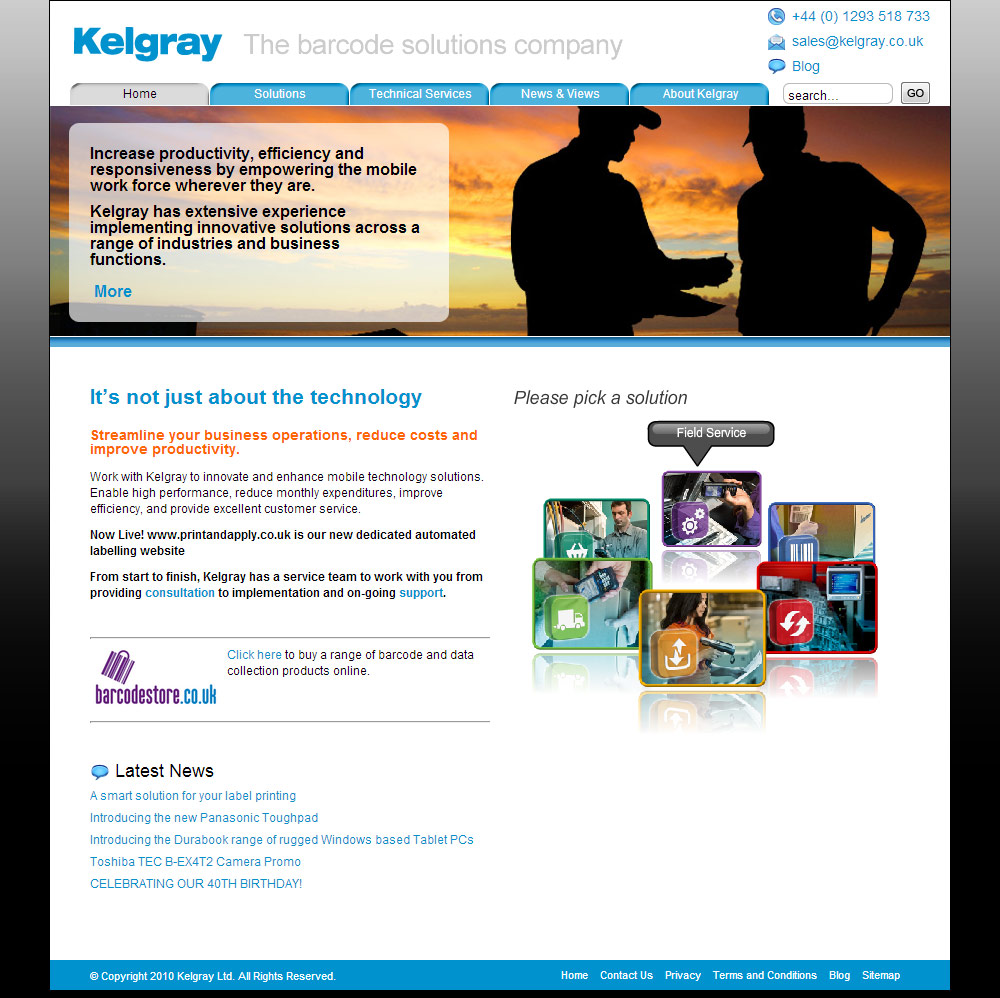 Kelgray The barcode solutions company
+44 (0) 1293 518 733
sales@kelgray.co.uk
Blog
Home Solutions Technical Services News & Views About Kelgray search... GO
Increase productivity, efficiency and
responsiveness by empowering the mobile
work force wherever they are.
Kelgray has extensive experience
implementing innovative solutions across a
range of industries and business
functions.
More
It's not just about the technology
Streamline your business operations, reduce costs and
improve productivity.
Work with Kelgray to innovate and enhance mobile technology solutions.
Enable high performance, reduce monthly expenditures, improve
efficiency, and provide excellent customer service.
Now Live! www.printandapply.co.uk is our new dedicated automated
labelling website
From start to finish, Kelgray has a service team to work with you from
providing consultation to implementation and on-going support.
Please pick a solution
Field Service
barcodestore.co.uk
Click here to buy a range of barcode and data
collection products online.
Latest News
A smart solution for your label printing
Introducing the new Panasonic Toughpad
Introducing the Durabook range of rugged Windows based Tablet PCs
Toshiba TEC B-EX4T2 Camera Promo
CELEBRATING OUR 40TH BIRTHDAY!
© Copyright 2010 Kelgray Ltd. All Rights Reserved.
Home Contact Us Privacy Terms and Conditions Blog Sitemap